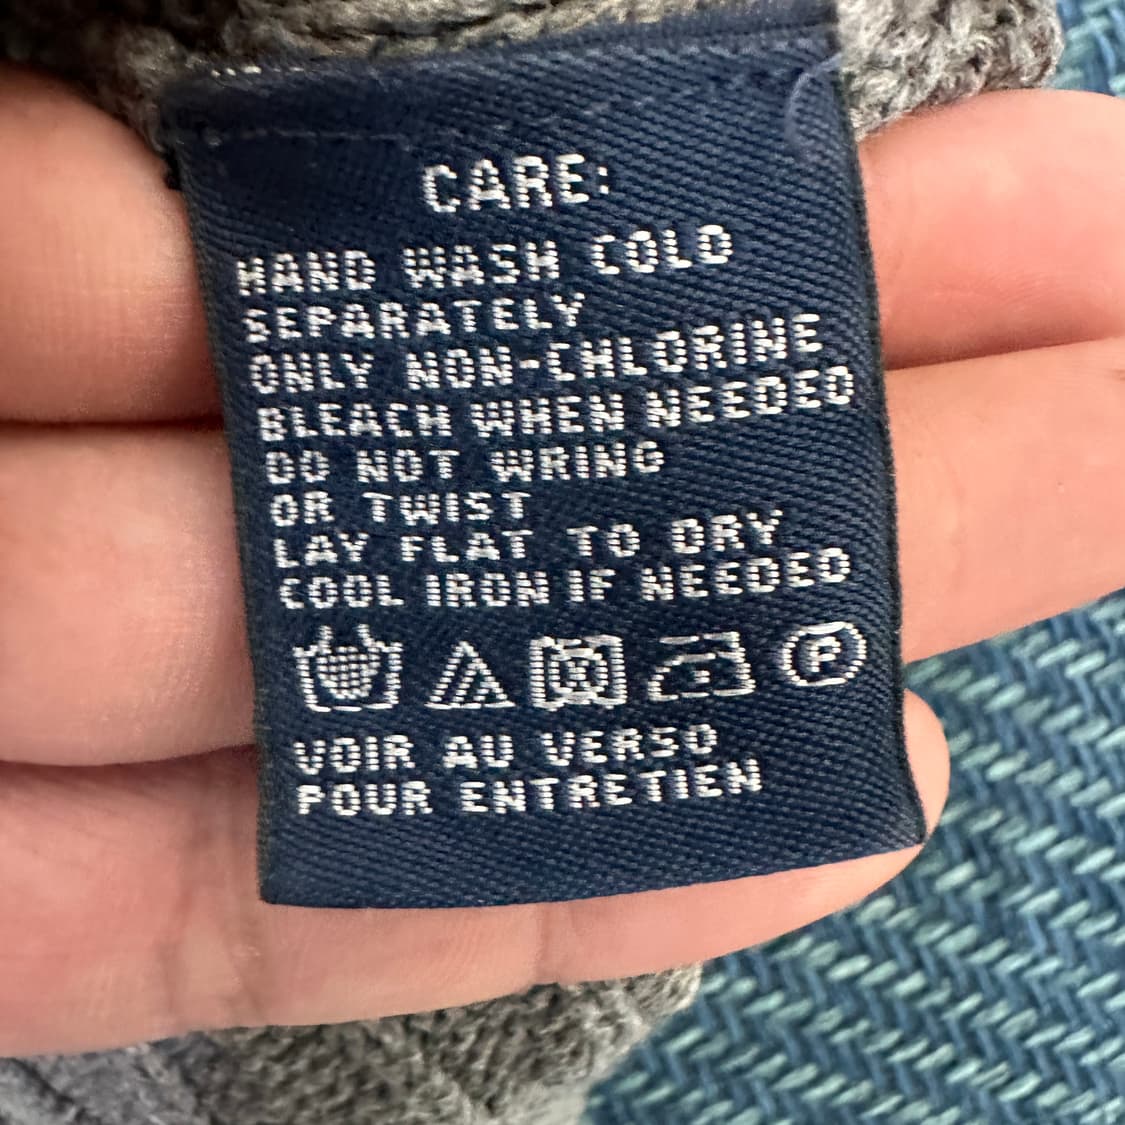 CARE:
HAND WASH COLD
SEPARATELY
ONLY NON-CHLORINE
BLEACH WHEN NEEDED
DO NOT WRING
OR TWIST
LAY FLAT TO DRY
COOL IRON IF NEEDED
P
VOIR AU VERSO
POUR ENTRETIEN